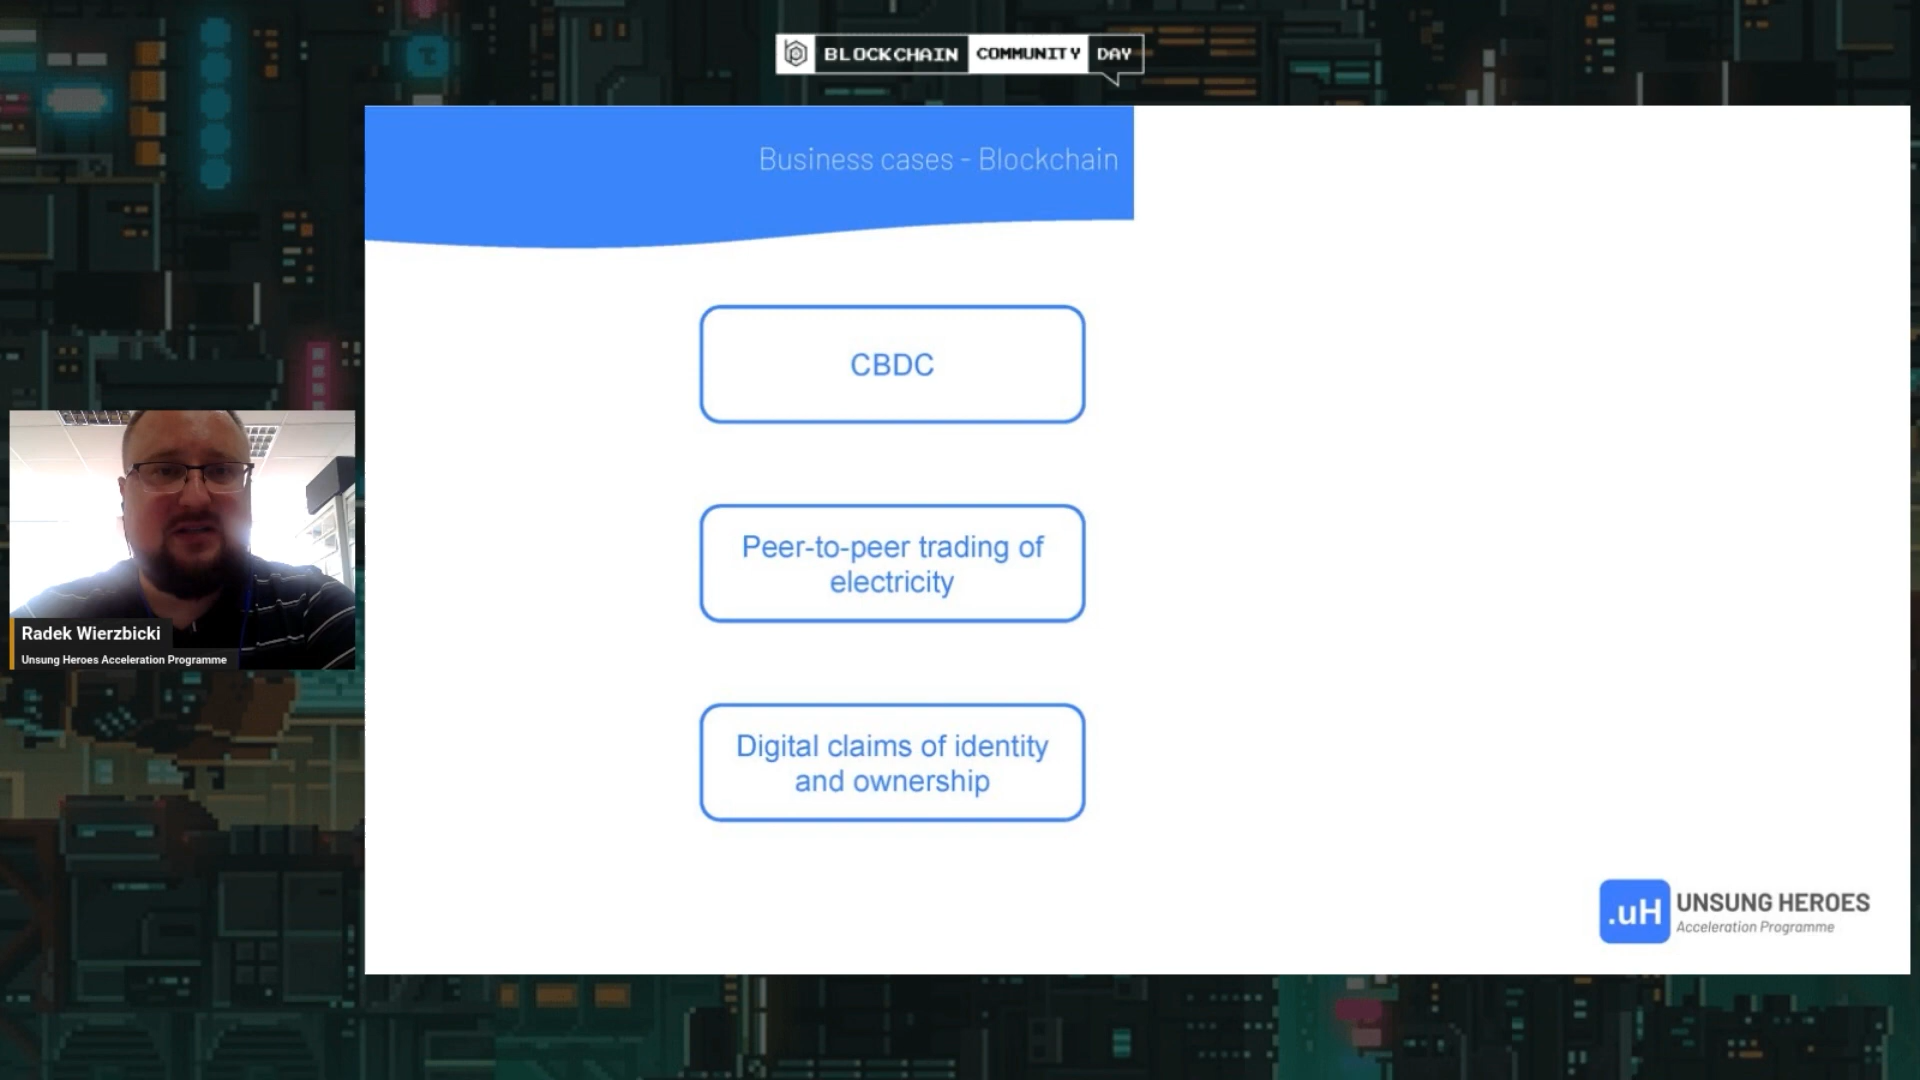 BLOCKCHAIN COMMUNITY DAY
Business cases - Blockchain
CBDC
Peer-to-peer trading of
electricity
Digital claims of identity
and ownership
Radek Wierzbicki
Unsung Heroes Acceleration Programme
.uH UNSUNG HEROES
Acceleration Programme